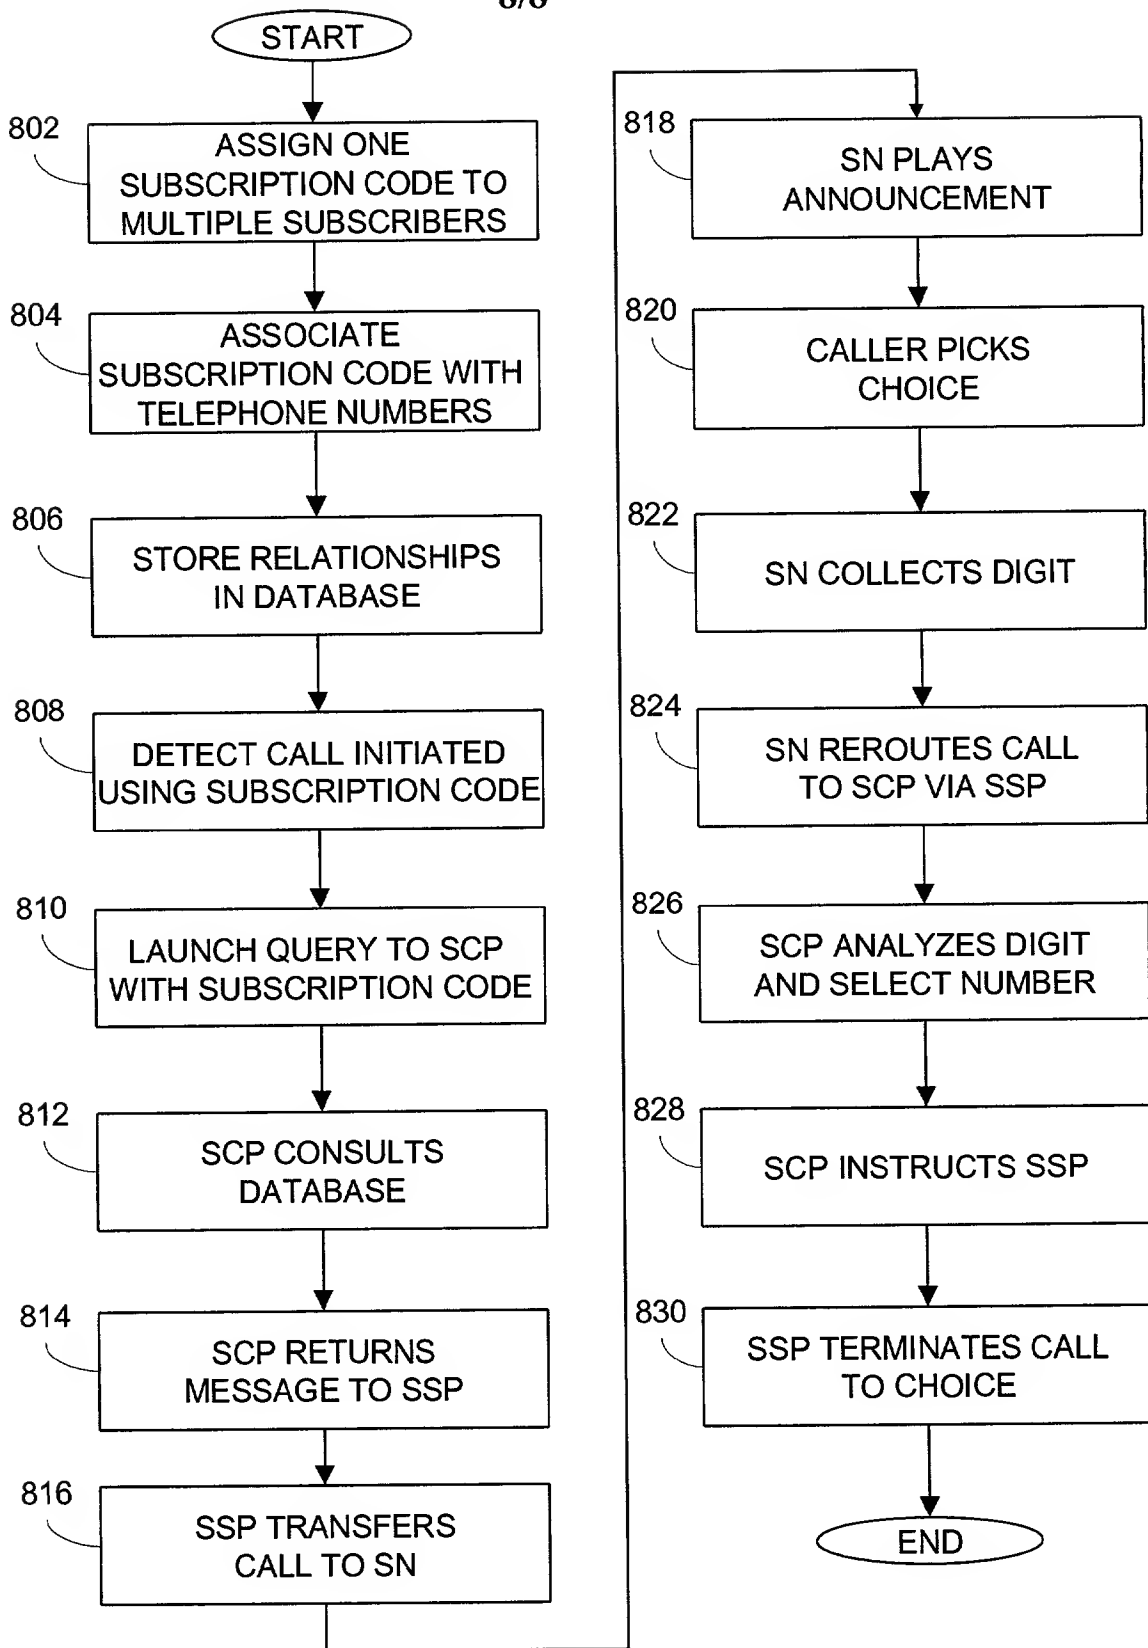 8/8
START
802
ASSIGN ONE
SUBSCRIPTION CODE TO
MULTIPLE SUBSCRIBERS
804
ASSOCIATE
SUBSCRIPTION CODE WITH
TELEPHONE NUMBERS
806
STORE RELATIONSHIPS
IN DATABASE
808
DETECT CALL INITIATED
USING SUBSCRIPTION CODE
810
LAUNCH QUERY TO SCP
WITH SUBSCRIPTION CODE
812
SCP CONSULTS
DATABASE
814
SCP RETURNS
MESSAGE TO SSP
816
SSP TRANSFERS
CALL TO SN
818
SN PLAYS
ANNOUNCEMENT
820
CALLER PICKS
CHOICE
822
SN COLLECTS DIGIT
824
SN REROUTES CALL
TO SCP VIA SSP
826
SCP ANALYZES DIGIT
AND SELECT NUMBER
828
SCP INSTRUCTS SSP
830
SSP TERMINATES CALL
TO CHOICE
END